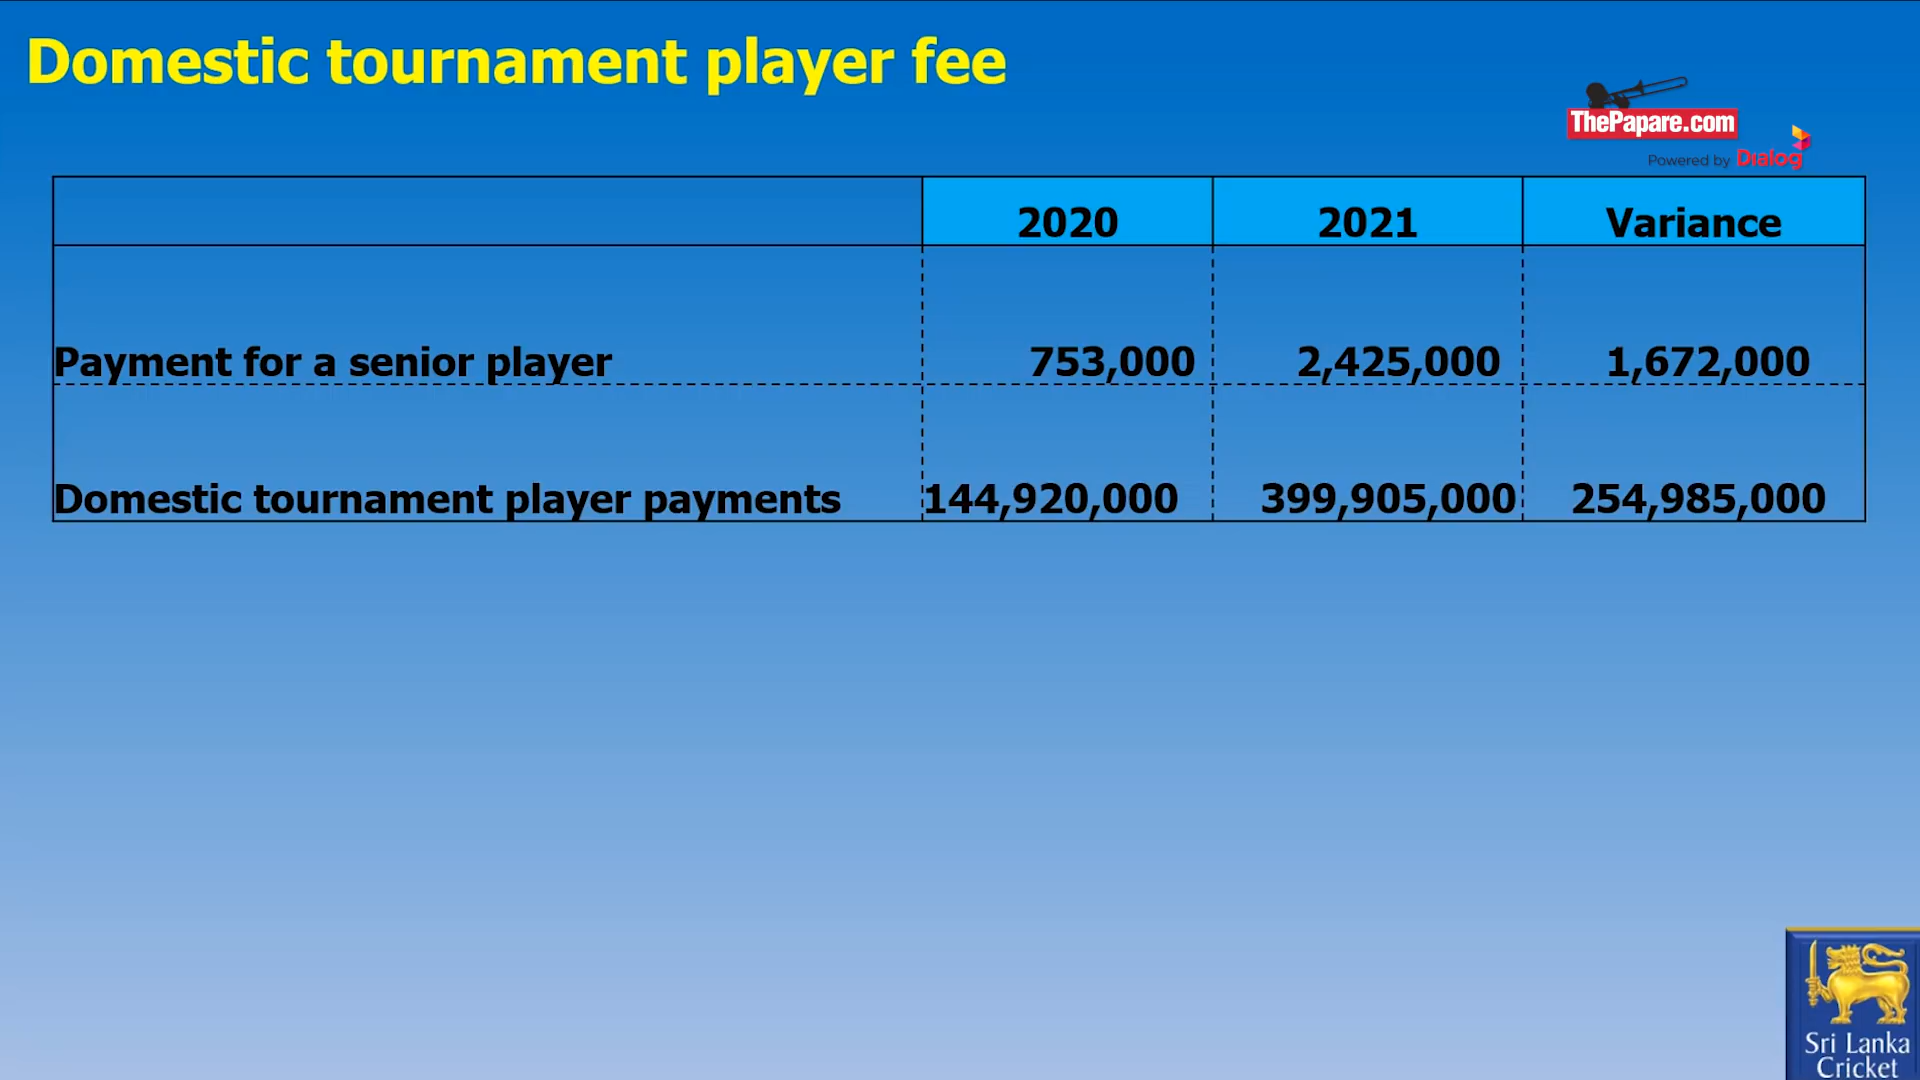 Domestic tournament player fee
ThePapare.com
Powered by Dialog
2020 2021 Variance
Payment for a senior player 753,000 2,425,000 1,672,000
Domestic tournament player payments 144,920,000 399,905,000 254,985,000
Sri Lanka
Cricket